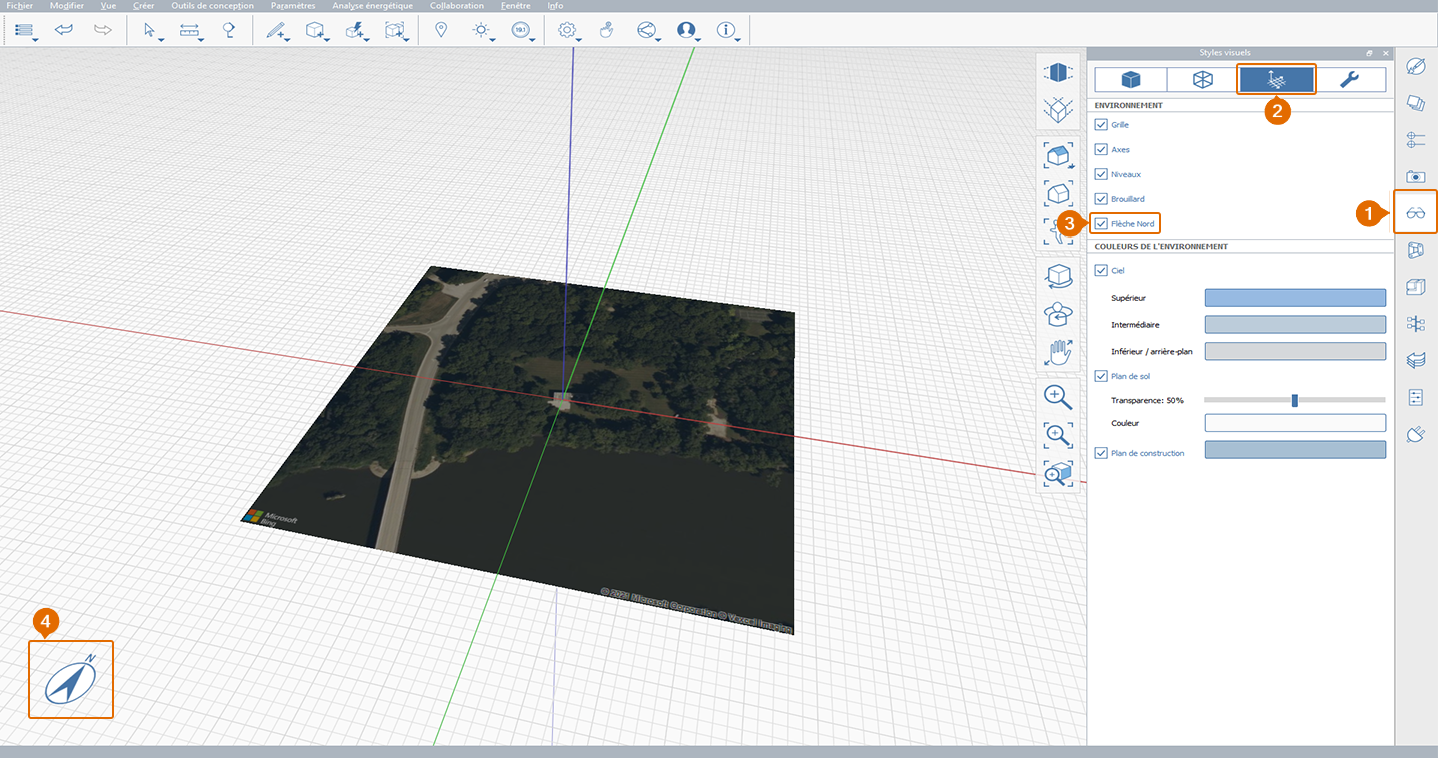 Fichier Modifier Vue Créer Outils de conception Paramètres Analyse énergétique Collaboration Fenêtre Info
19.1
Styles visuels
2
ENVIRONNEMENT
Grille
Axes
Niveaux
Brouillard
1
3
Flèche Nord
COULEURS DE L'ENVIRONNEMENT
Ciel
Supérieur
Intermédiaire
Inférieur / arrière-plan
Plan de sol
Transparence: 50%
Couleur
Plan de construction
Microsoft
Bing
© 2021 Microsoft Corporation © Vexcel Imaging
4
N